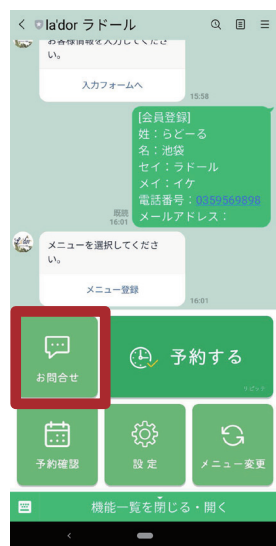 la'dor ラドール
お客様情報を入力してくださ
い。
入力フォームへ
15:58
[会員登録]
姓：らどーる
名：池袋
セイ：ラドール
メイ：イケ
電話番号：0359569898
メールアドレス：
既読
16:01
メニューを選択してくださ
い。
メニュー登録
16:01
お問合せ
予約する
予約確認
設定
メニュー変更
機能一覧を閉じる・開く